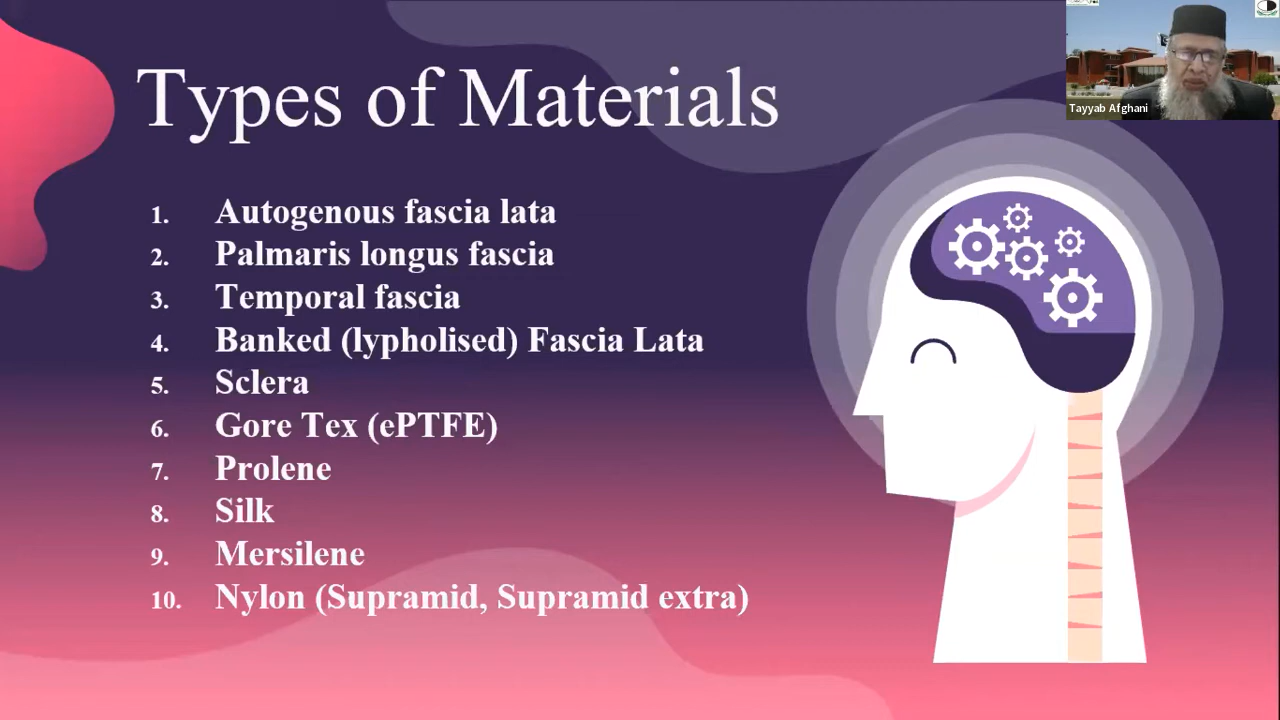 Types of Materials
1. Autogenous fascia lata
2. Palmaris longus fascia
3. Temporal fascia
4. Banked (lypholised) Fascia Lata
5. Sclera
6. Gore Tex (ePTFE)
7. Prolene
8. Silk
9. Mersilene
10. Nylon (Supramid, Supramid extra)
Tayyab Afghani